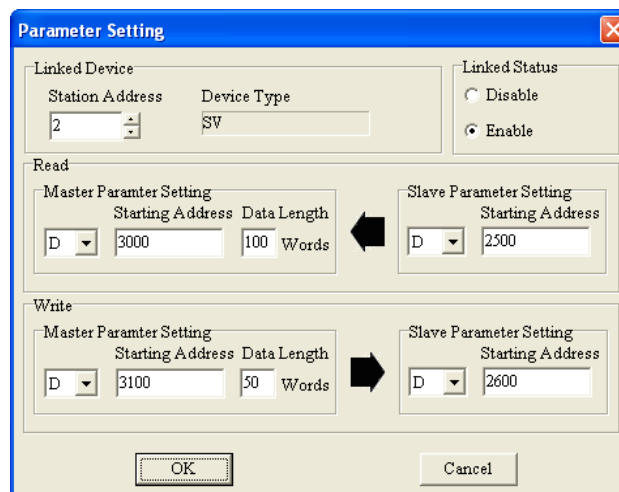 Parameter Setting
Linked Device
Station Address Device Type
2 SV
Linked Status
Disable
Enable
Read
Master Paramter Setting
Starting Address Data Length
D 3000 100 Words
Slave Parameter Setting
Starting Address
D 2500
Write
Master Paramter Setting
Starting Address Data Length
D 3100 50 Words
Slave Parameter Setting
Starting Address
D 2600
OK Cancel